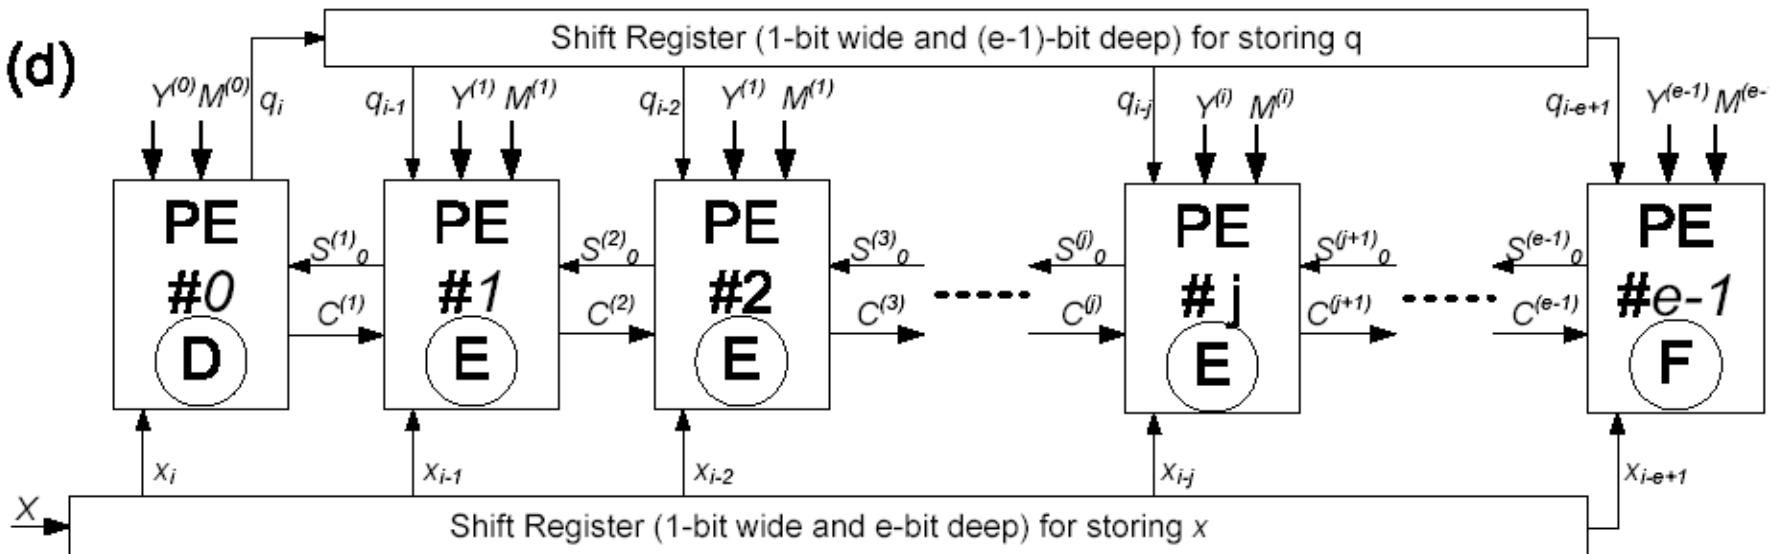 Shift Register (1-bit wide and (e-1)-bit deep) for storing q
(d)
Y(0) M(0) qi qi-1 Y(1) M(1) qi-2 Y(1) M(1) qi-j Y(i) M(i) qi-e+1 Y(e-1) M(e-
PE PE PE PE PE
S(1)0 S(2)0 S(3)0 S(j)0 S(j+1)0 S(e-1)0
#0 #1 #2 #j #e-1
C(1) C(2) C(3) C(j) C(j+1) C(e-1)
D E E E F
xi xi-1 xi-2 xi-j xi-e+1
X
Shift Register (1-bit wide and e-bit deep) for storing x